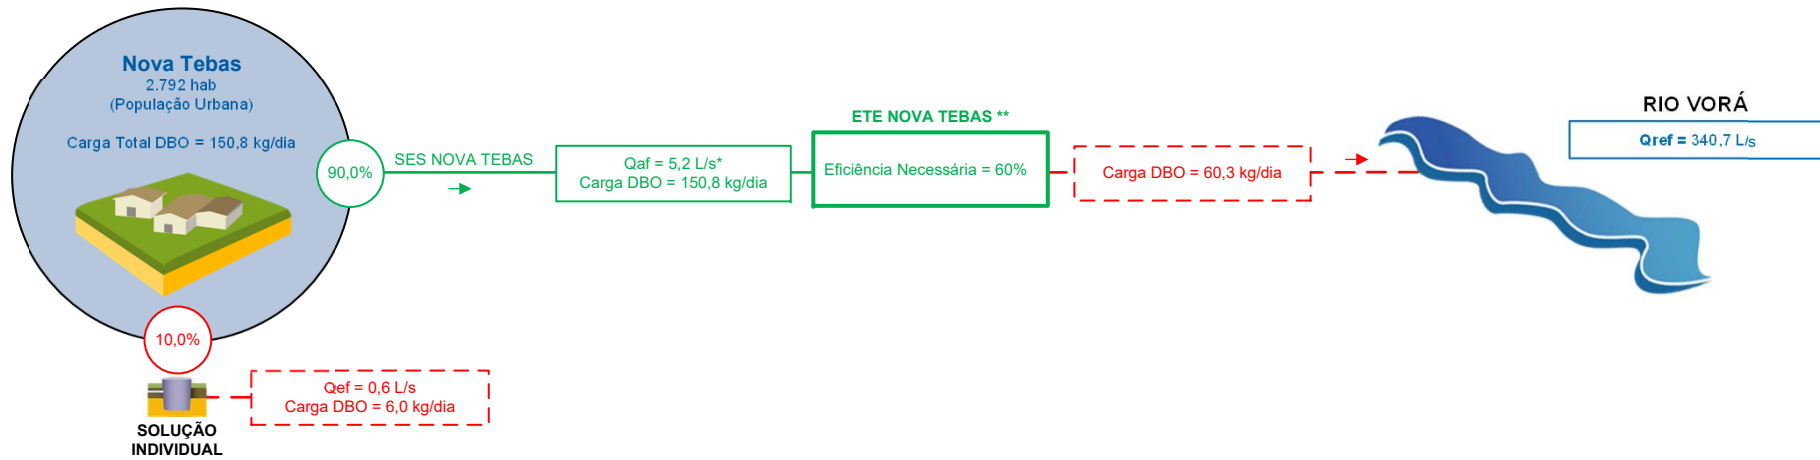 Nova Tebas
2.792 hab
(População Urbana)
Carga Total DBO = 150,8 kg/dia
90,0%
SES NOVA TEBAS
Qaf = 5,2 L/s*
Carga DBO = 150,8 kg/dia
ETE NOVA TEBAS **
Eficiência Necessária = 60%
Carga DBO = 60,3 kg/dia
RIO VORÁ
Qref = 340,7 L/s
10,0%
Qef = 0,6 L/s
Carga DBO = 6,0 kg/dia
SOLUÇÃO
INDIVIDUAL